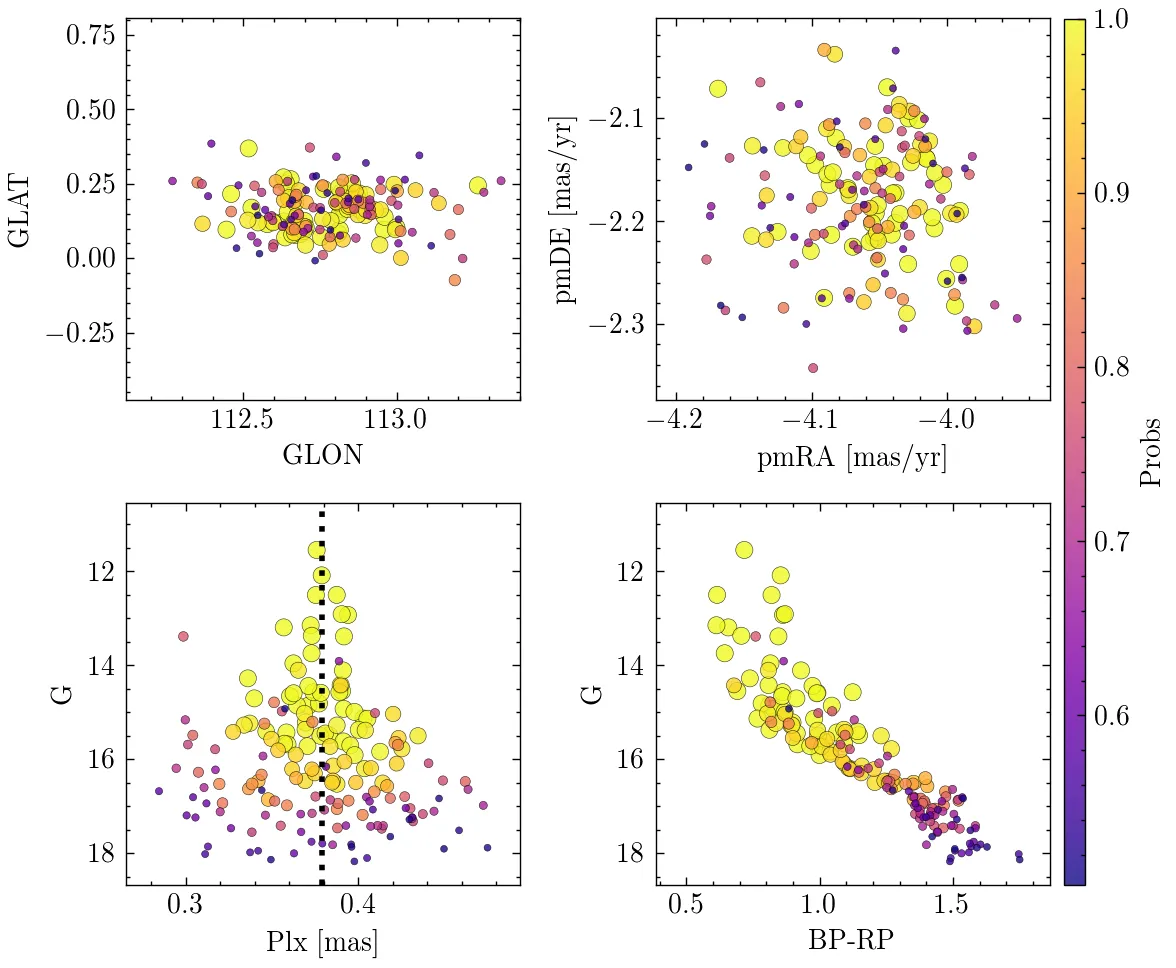 0.75
0.50
0.25
0.00
−0.25
GLAT
112.5 113.0
GLON
−2.1
−2.2
−2.3
pmDE [mas/yr]
−4.2 −4.1 −4.0
pmRA [mas/yr]
12
14
16
18
G
0.3 0.4
Plx [mas]
12
14
16
18
G
0.5 1.0 1.5
BP-RP
1.0
0.9
0.8
0.7
0.6
Probs